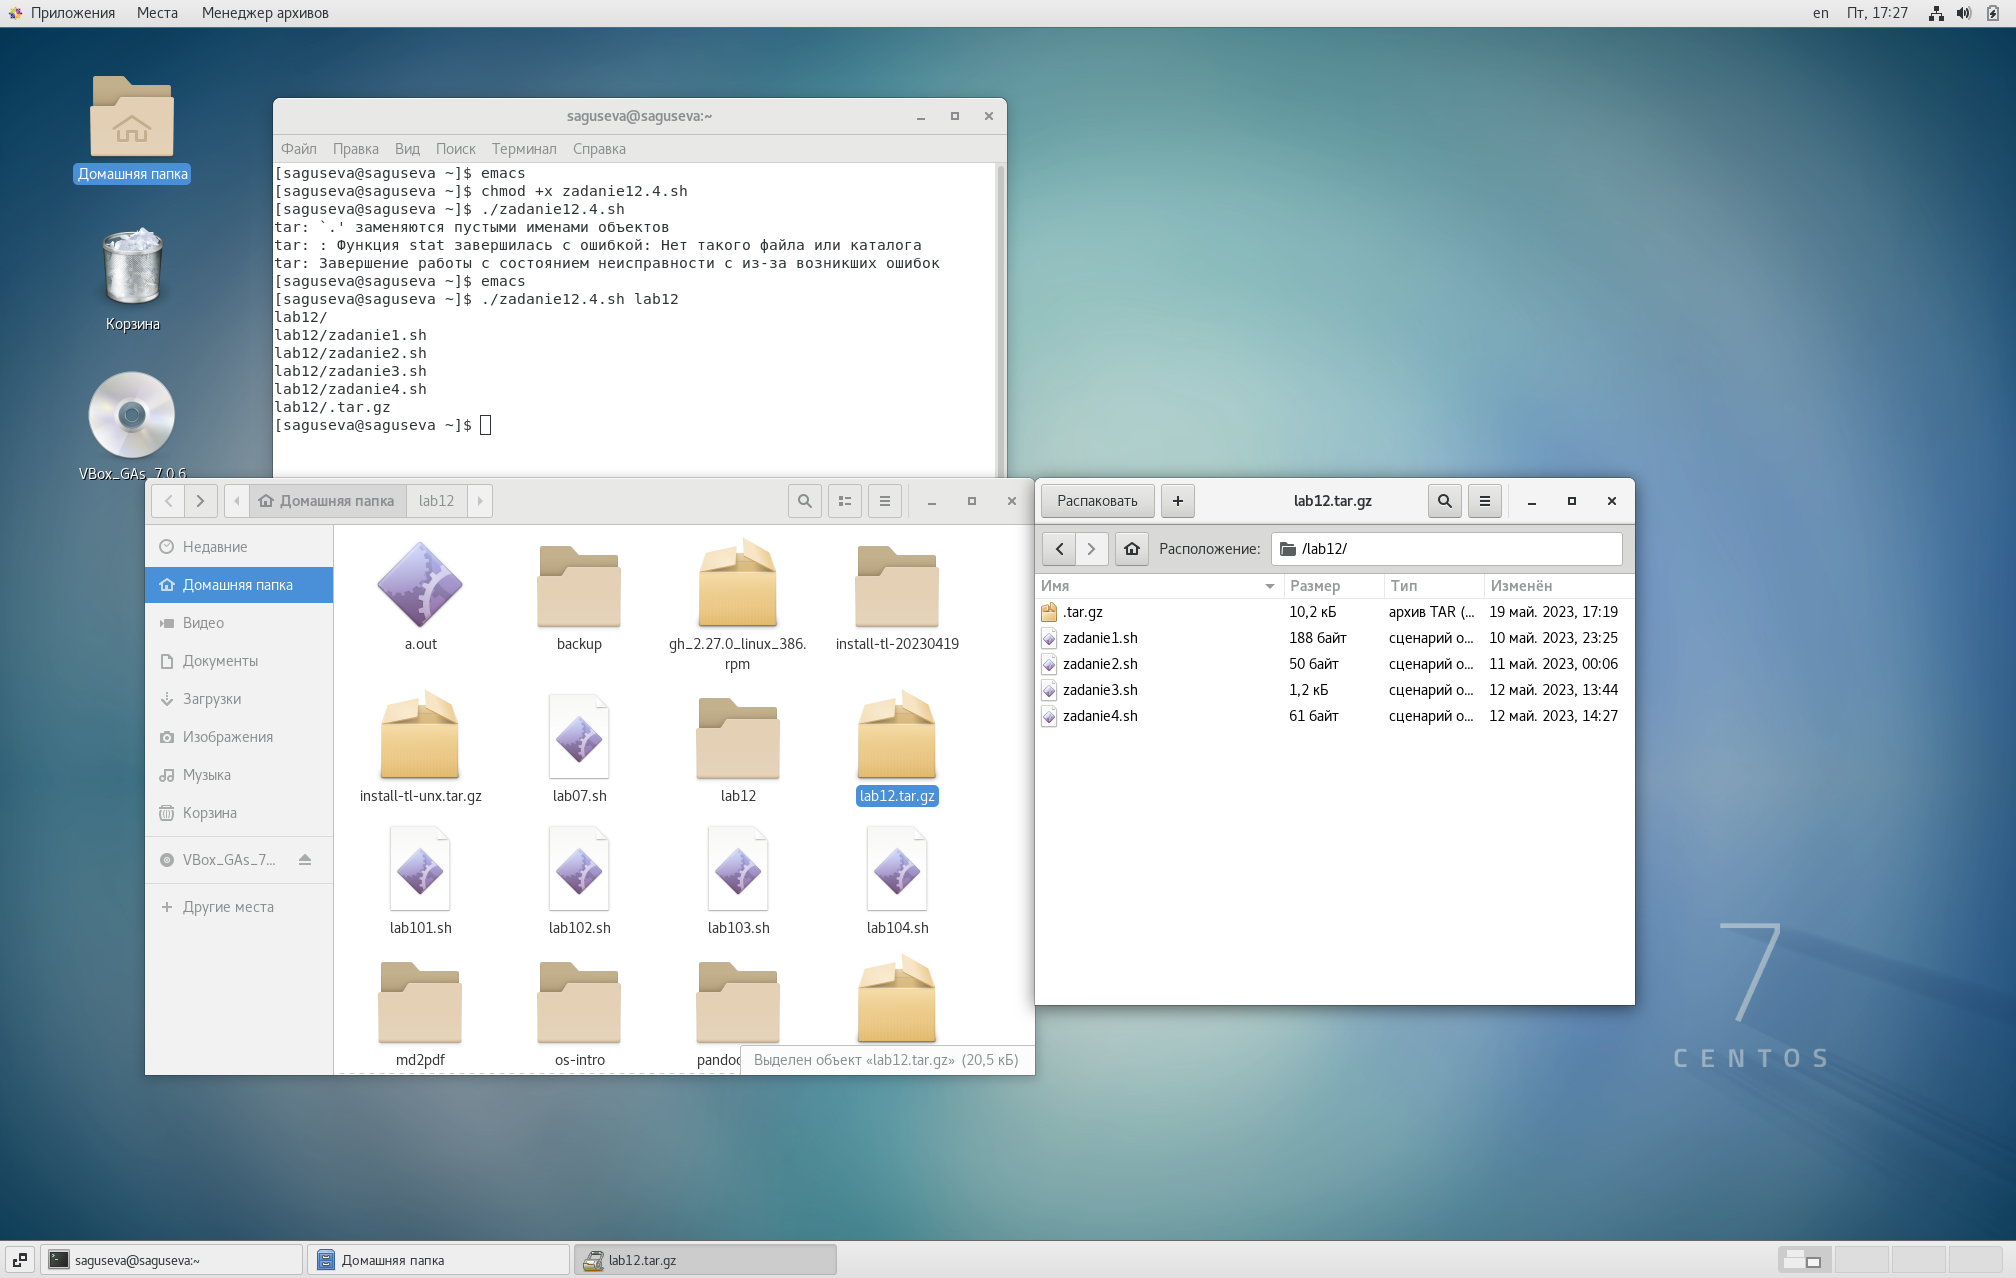 Приложения Места Менеджер архивов en Пт, 17:27
Домашняя папка
Корзина
VBox_GAs_7.0.6
saguseva@saguseva:~
Файл Правка Вид Поиск Терминал Справка
[saguseva@saguseva ~]$ emacs
[saguseva@saguseva ~]$ chmod +x zadanie12.4.sh
[saguseva@saguseva ~]$ ./zadanie12.4.sh
tar: `.' заменяются пустыми именами объектов
tar: : Функция stat завершилась с ошибкой: Нет такого файла или каталога
tar: Завершение работы с состоянием неисправности с из-за возникших ошибок
[saguseva@saguseva ~]$ emacs
[saguseva@saguseva ~]$ ./zadanie12.4.sh lab12
lab12/
lab12/zadanie1.sh
lab12/zadanie2.sh
lab12/zadanie3.sh
lab12/zadanie4.sh
lab12/.tar.gz
[saguseva@saguseva ~]$
Домашняя папка lab12
Недавние
Домашняя папка
Видео
Документы
Загрузки
Изображения
Музыка
Корзина
VBox_GAs_7...
Другие места
a.out backup gh_2.27.0_linux_386. install-tl-20230419
rpm
install-tl-unx.tar.gz lab07.sh lab12 lab12.tar.gz
lab101.sh lab102.sh lab103.sh lab104.sh
md2pdf os-intro pandoc
Выделен объект «lab12.tar.gz» (20,5 кБ)
Распаковать + lab12.tar.gz
Расположение: /lab12/
Имя Размер Тип Изменён
.tar.gz 10,2 кБ архив TAR (... 19 май. 2023, 17:19
zadanie1.sh 188 байт сценарий о... 10 май. 2023, 23:25
zadanie2.sh 50 байт сценарий о... 11 май. 2023, 00:06
zadanie3.sh 1,2 кБ сценарий о... 12 май. 2023, 13:44
zadanie4.sh 61 байт сценарий о... 12 май. 2023, 14:27
7
CENTOS
saguseva@saguseva:~ Домашняя папка lab12.tar.gz